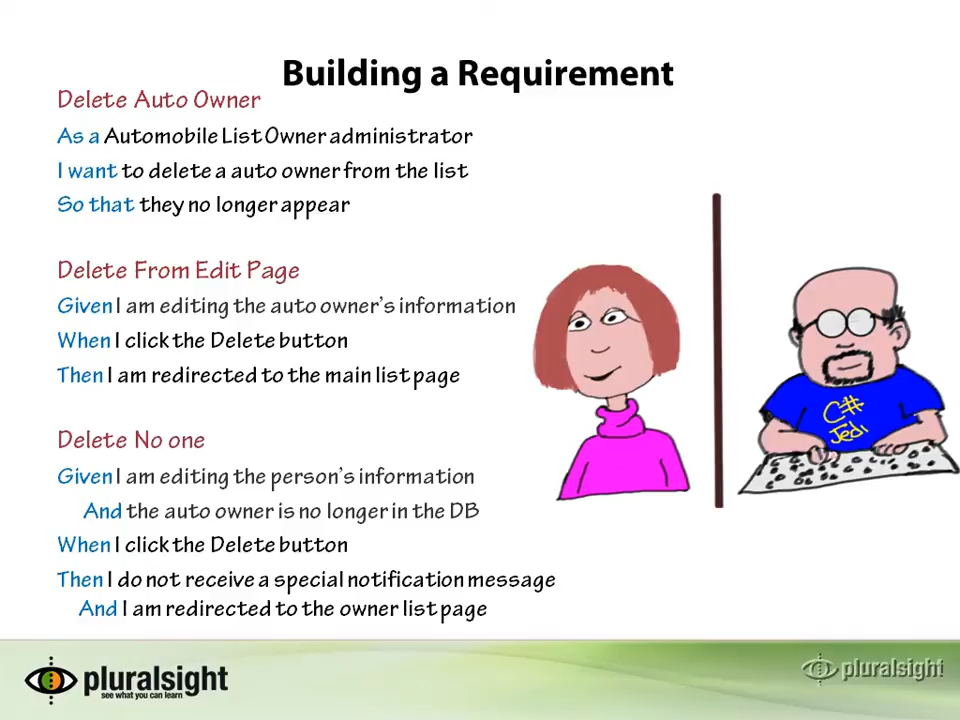 Building a Requirement
Delete Auto Owner
As a Automobile List Owner administrator
I want to delete a auto owner from the list
So that they no longer appear
Delete From Edit Page
Given I am editing the auto owner's information
When I click the Delete button
Then I am redirected to the main list page
Delete No one
Given I am editing the person's information
And the auto owner is no longer in the DB
When I click the Delete button
Then I do not receive a special notification message
And I am redirected to the owner list page
C#
Jedi
pluralsight
see what you can learn
pluralsight